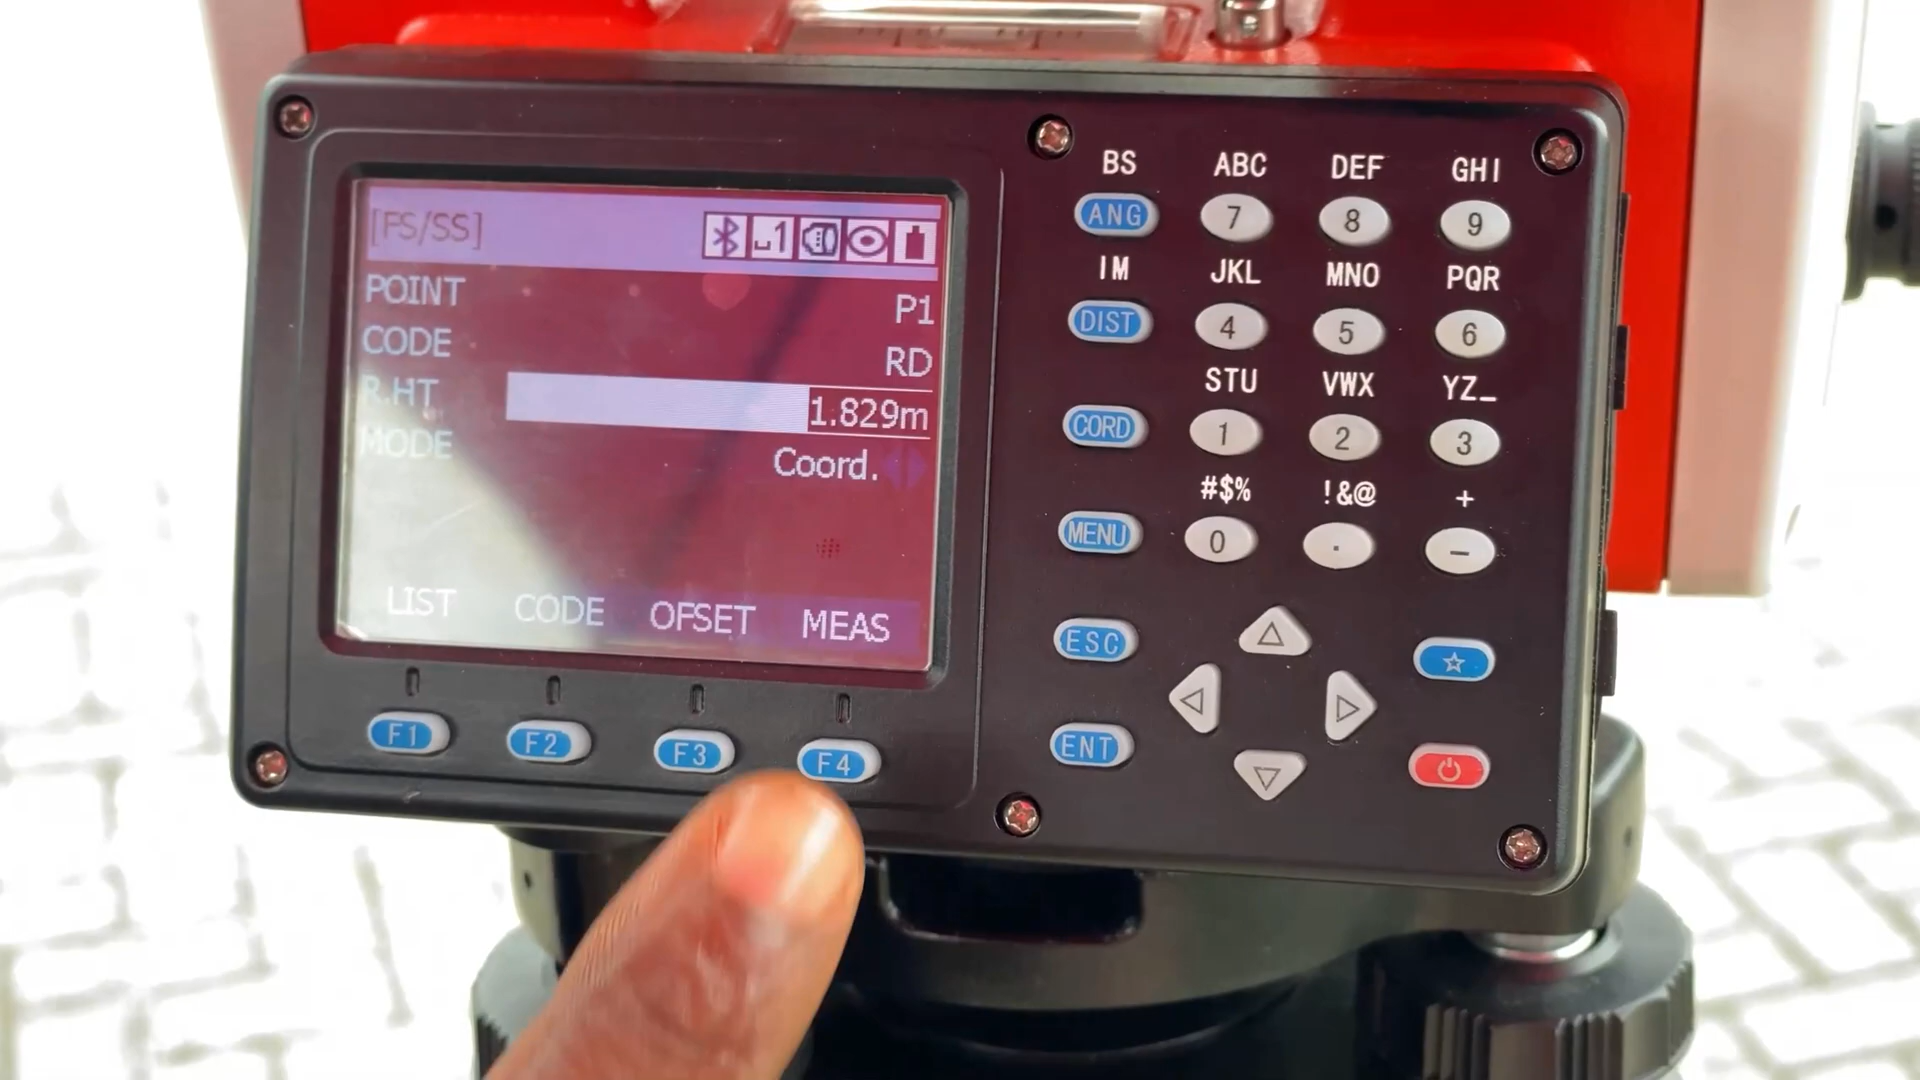 [FS/SS] 1
POINT P1
CODE RD
R.HT 1.829m
MODE Coord.
LIST CODE OFSET MEAS
F1 F2 F3 F4
BS ABC DEF GHI
ANG 7 8 9
IM JKL MNO PQR
DIST 4 5 6
STU VWX YZ_
CORD 1 2 3
#$% !&@ +
MENU 0 . -
ESC
ENT